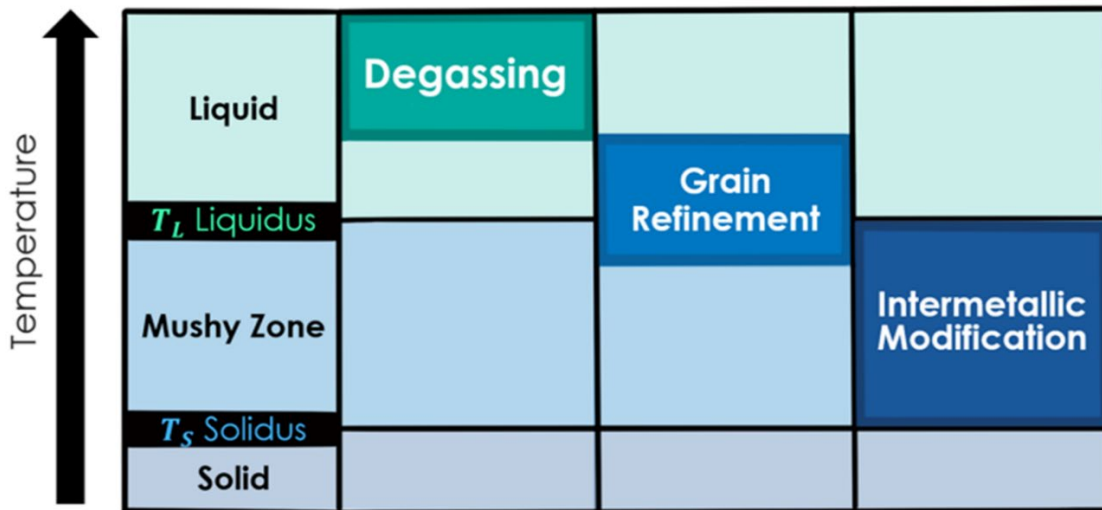 Temperature
Liquid
T_L Liquidus
Mushy Zone
T_S Solidus
Solid
Degassing
Grain
Refinement
Intermetallic
Modification